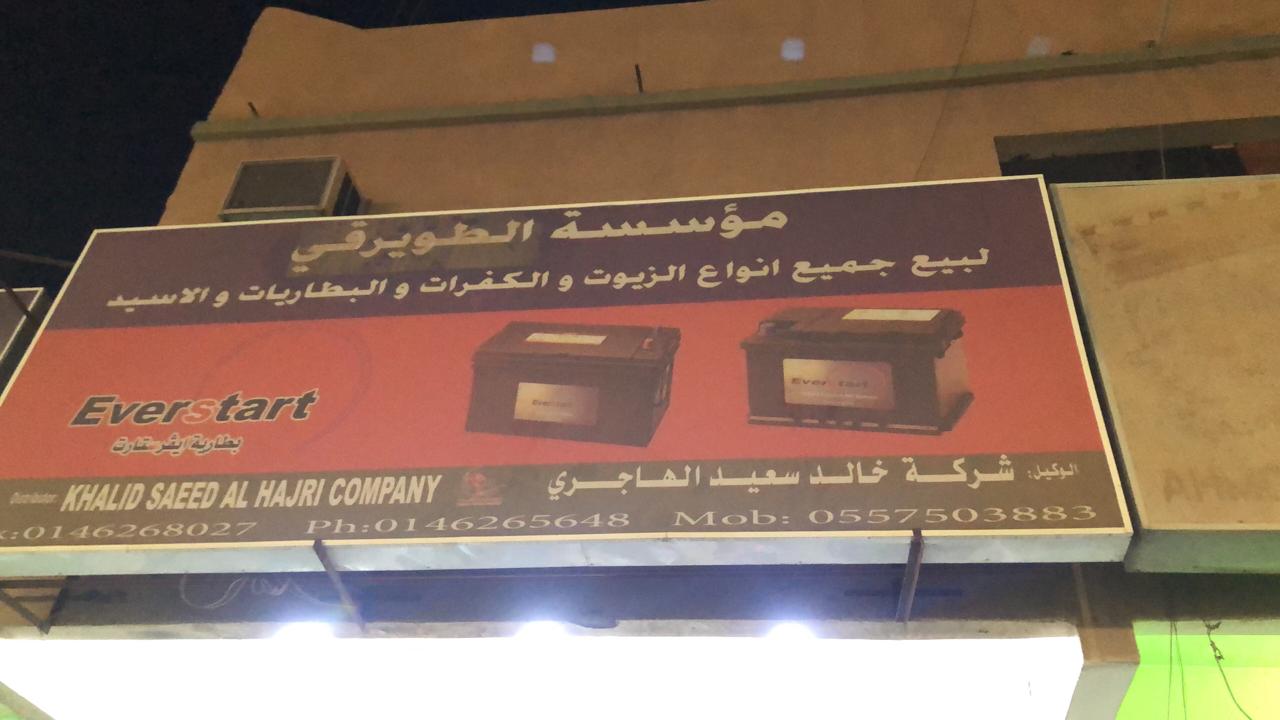 مؤسسة الطويرقي
لبيع جميع انواع الزيوت و الكفرات و البطاريات و الاسيد
Everstart
Everstart
Everstart
بطارية ايفرستارت
الوكيل: شركة خالد سعيد الهاجري
Distributor: KHALID SAEED AL HAJRI COMPANY
x:0146268027 Ph:0146265648 Mob: 0557503883